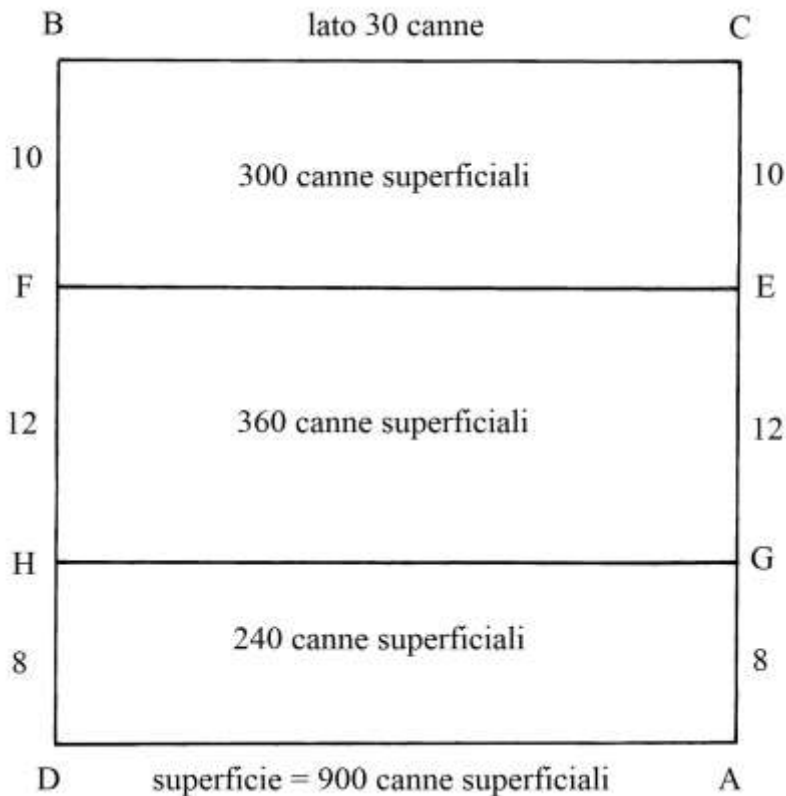 B lato 30 canne C
10 300 canne superficiali 10
F E
12 360 canne superficiali 12
H G
8 240 canne superficiali 8
D superficie = 900 canne superficiali A